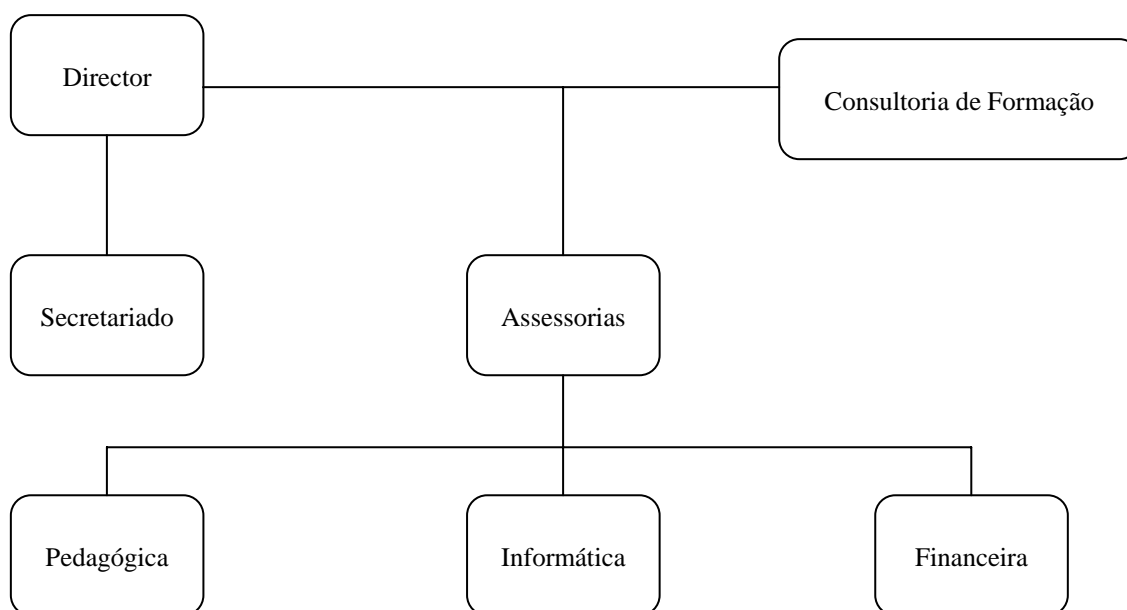 Director
Consultoria de Formação
Secretariado
Assessorias
Pedagógica
Informática
Financeira